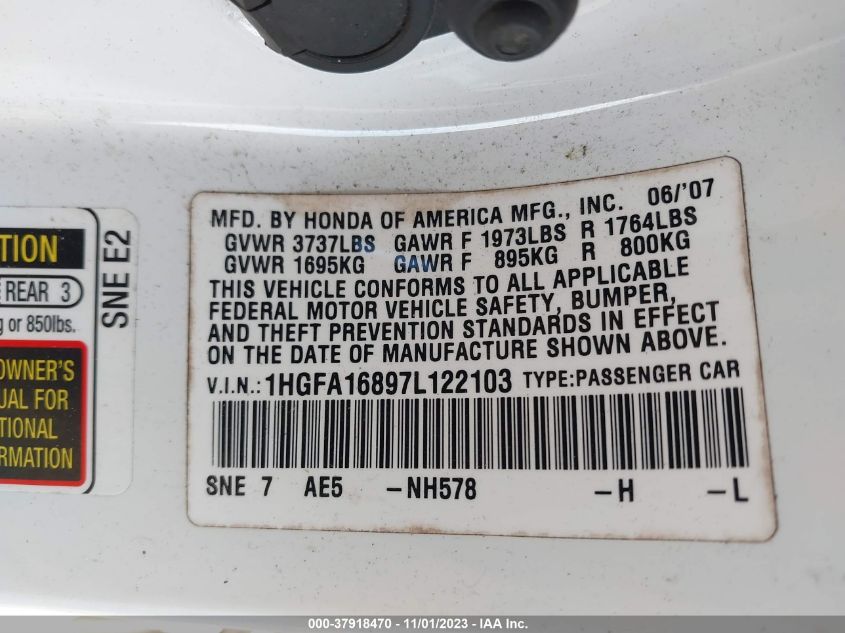 MFD. BY HONDA OF AMERICA MFG., INC. 06/'07
GVWR 3737LBS GAWR F 1973LBS R 1764LBS
GVWR 1695KG GAWR F 895KG R 800KG
THIS VEHICLE CONFORMS TO ALL APPLICABLE
FEDERAL MOTOR VEHICLE SAFETY, BUMPER,
AND THEFT PREVENTION STANDARDS IN EFFECT
ON THE DATE OF MANUFACTURE SHOWN ABOVE.
V.I.N.: 1HGFA16897L122103 TYPE:PASSENGER CAR
SNE 7 AE5 -NH578 -H -L
TION
REAR 3
g or 850lbs.
OWNER'S
UAL FOR
TIONAL
RMATION
SNE E2
000-37918470 - 11/01/2023 - IAA Inc.